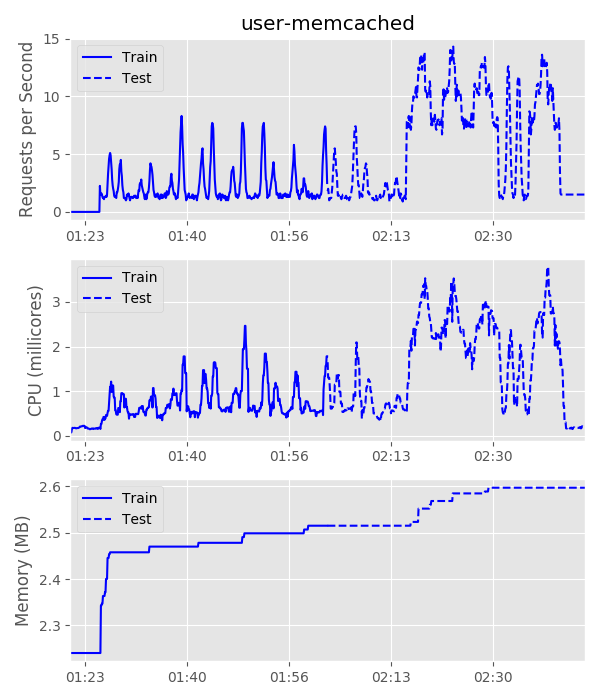 user-memcached
Requests per Second
15
10
5
0
Train
Test
01:23 01:40 01:56 02:13 02:30
CPU (millicores)
3
2
1
0
Train
Test
01:23 01:40 01:56 02:13 02:30
Memory (MB)
2.6
2.5
2.4
2.3
Train
Test
01:23 01:40 01:56 02:13 02:30